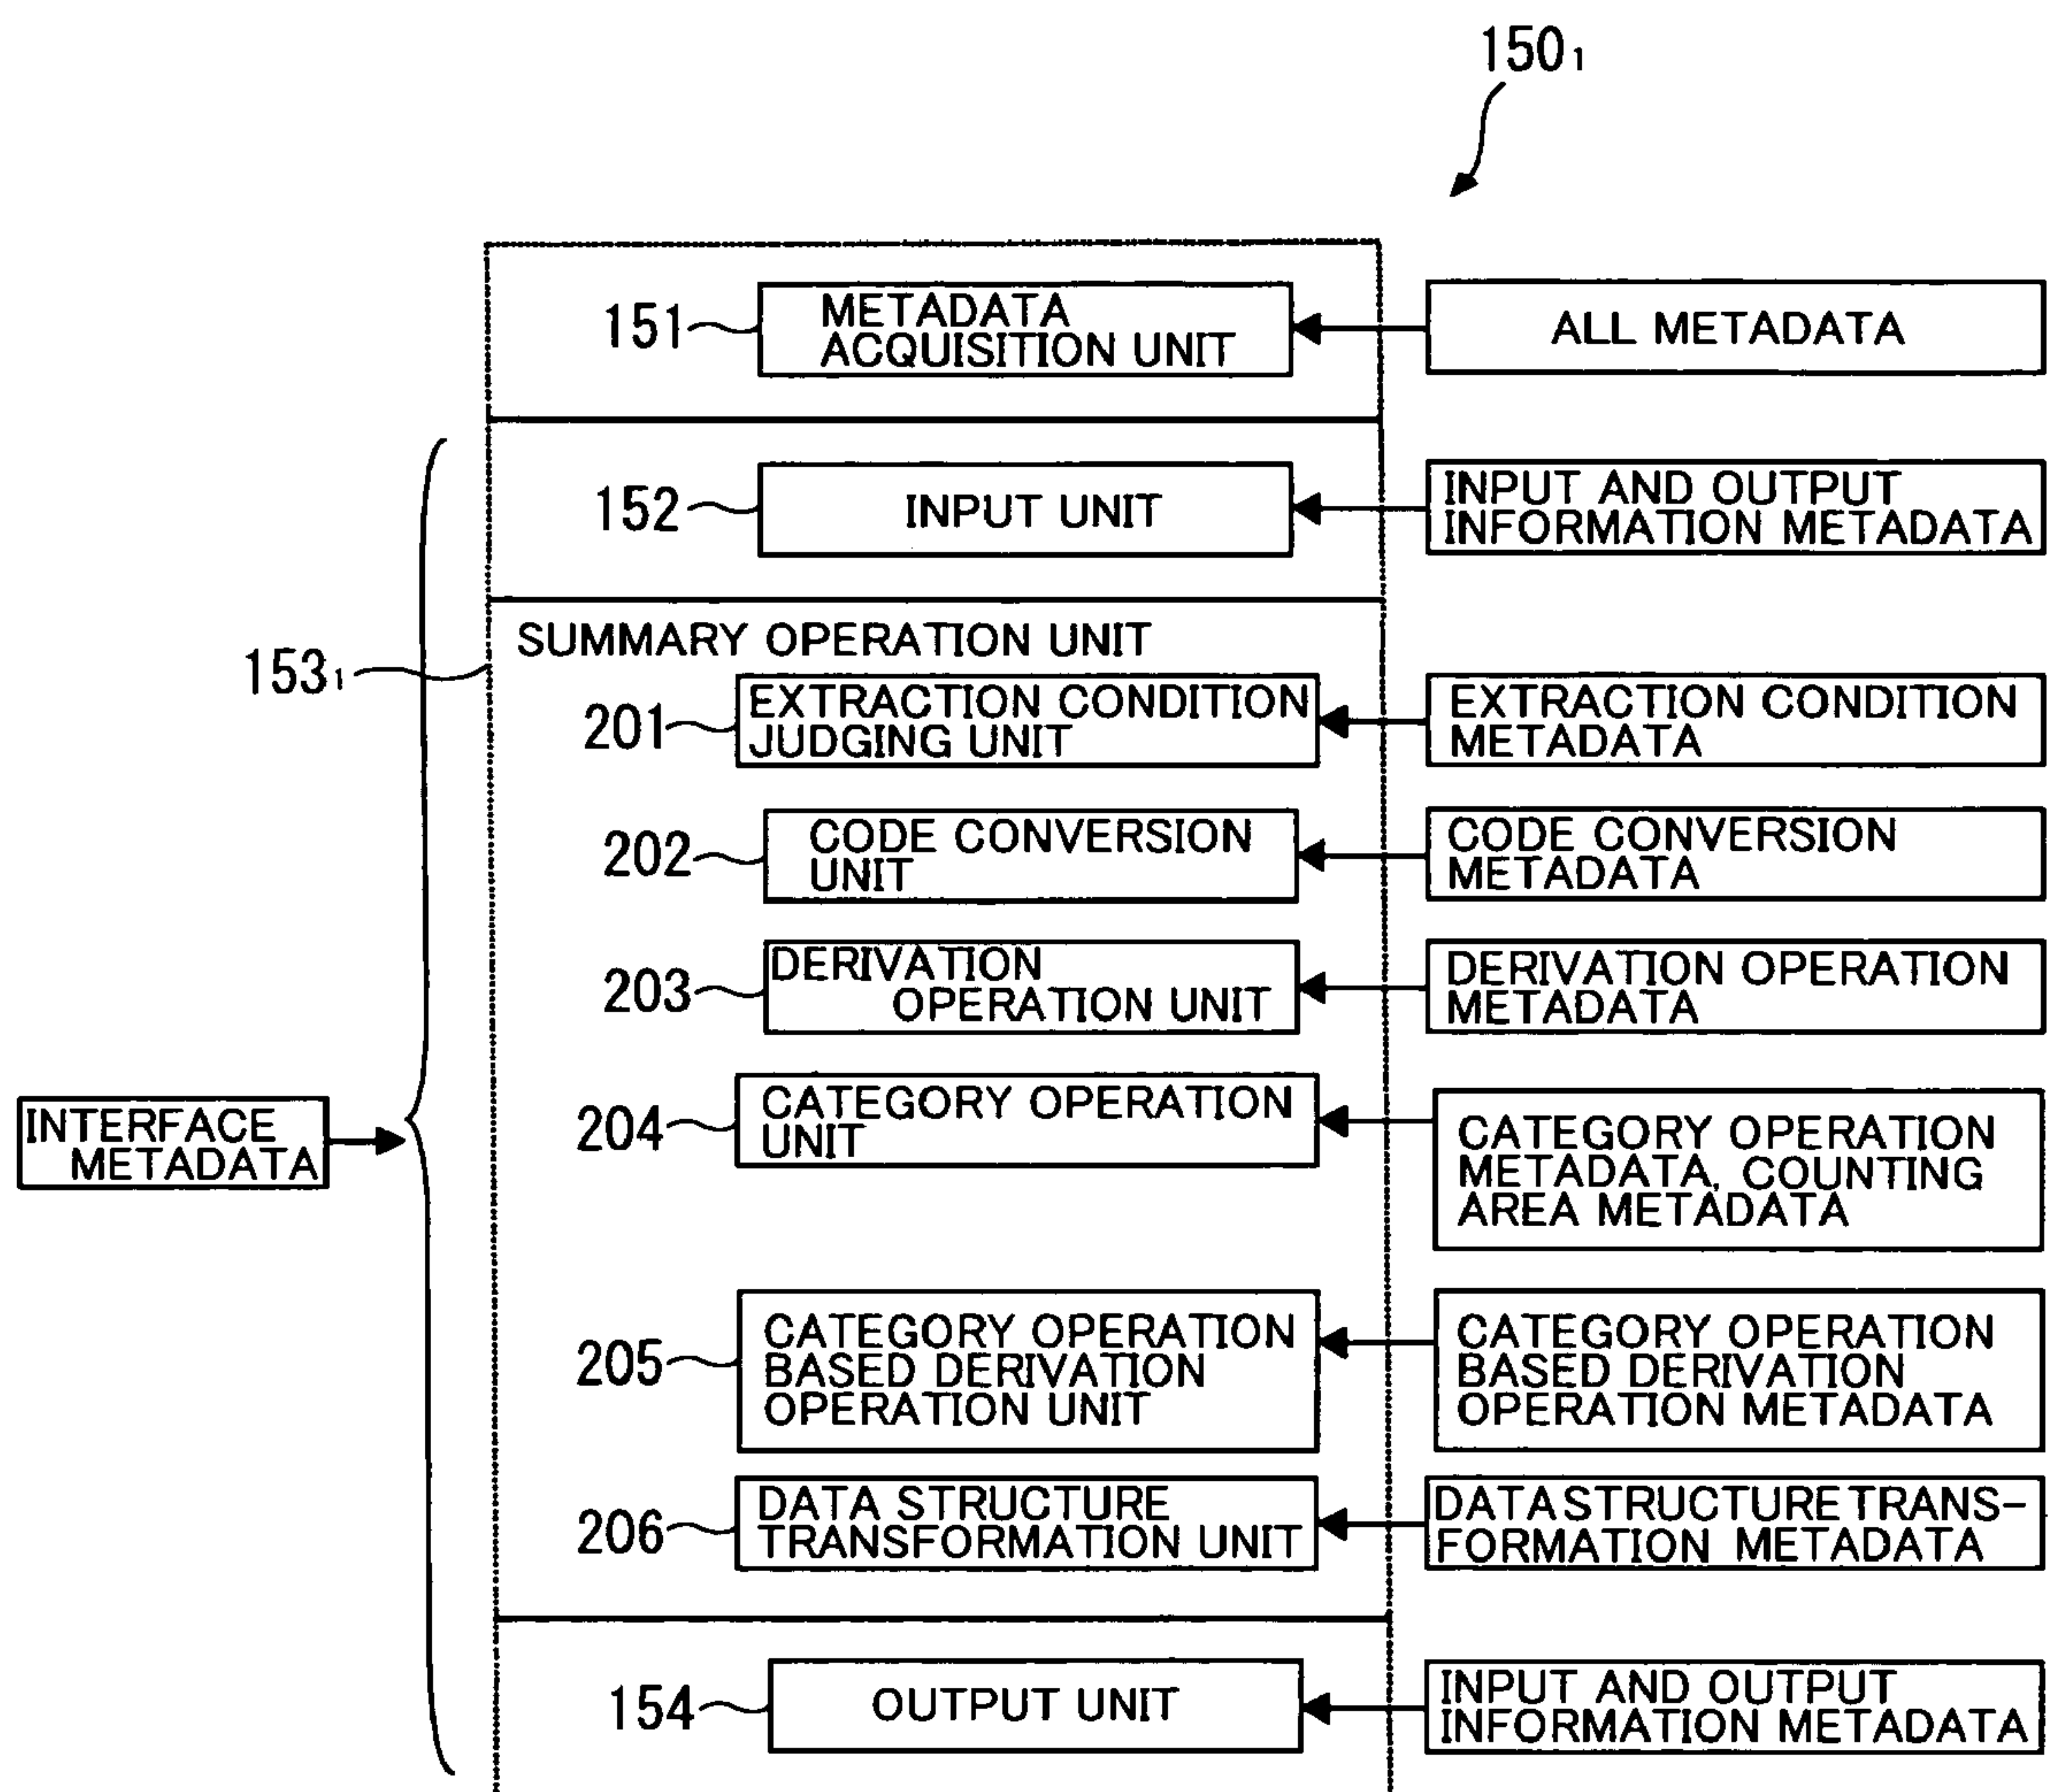 150₁
151
METADATA
ACQUISITION UNIT
ALL METADATA
152
INPUT UNIT
INPUT AND OUTPUT
INFORMATION METADATA
153₁
SUMMARY OPERATION UNIT
201
EXTRACTION CONDITION
JUDGING UNIT
EXTRACTION CONDITION
METADATA
202
CODE CONVERSION
UNIT
CODE CONVERSION
METADATA
203
DERIVATION
OPERATION UNIT
DERIVATION OPERATION
METADATA
INTERFACE
METADATA
204
CATEGORY OPERATION
UNIT
CATEGORY OPERATION
METADATA, COUNTING
AREA METADATA
205
CATEGORY OPERATION
BASED DERIVATION
OPERATION UNIT
CATEGORY OPERATION
BASED DERIVATION
OPERATION METADATA
206
DATA STRUCTURE
TRANSFORMATION UNIT
DATA STRUCTURE TRANS-
FORMATION METADATA
154
OUTPUT UNIT
INPUT AND OUTPUT
INFORMATION METADATA